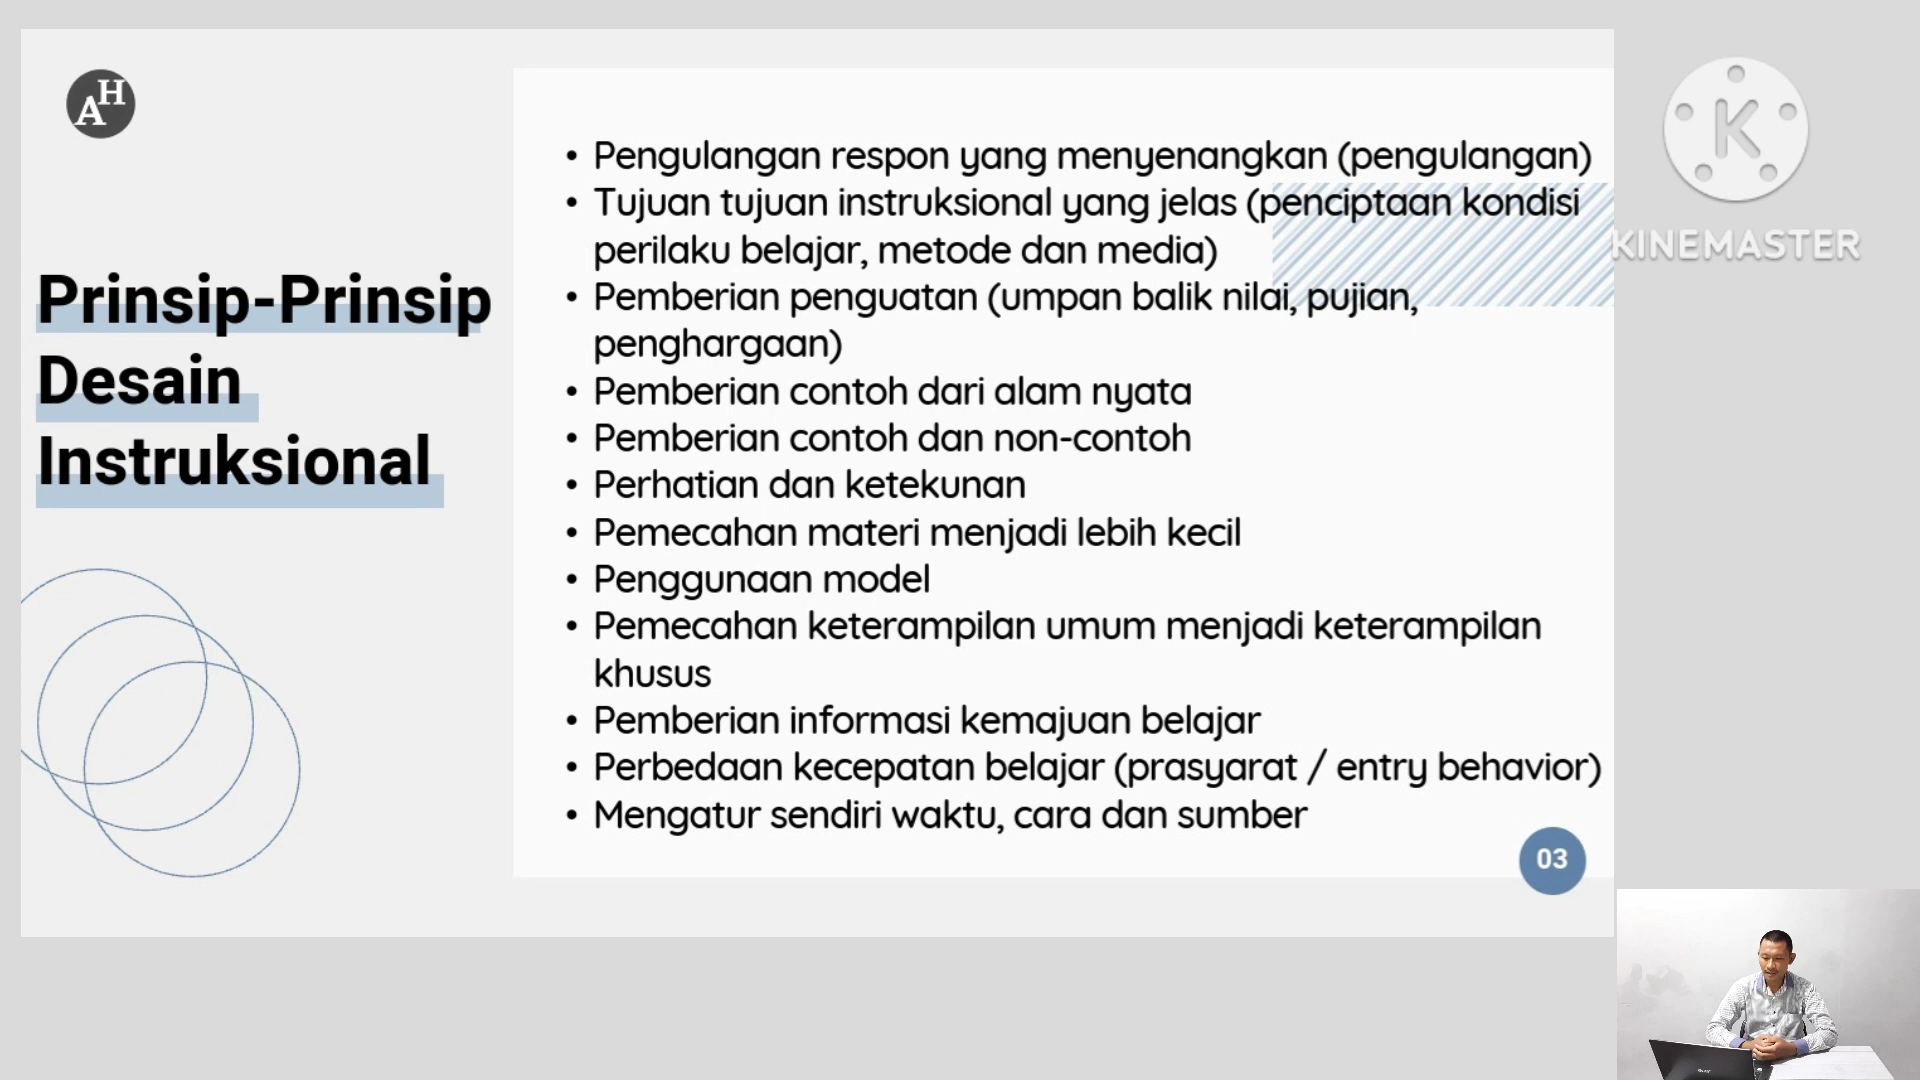 AH
Prinsip-Prinsip
Desain
Instruksional
• Pengulangan respon yang menyenangkan (pengulangan)
• Tujuan tujuan instruksional yang jelas (penciptaan kondisi
perilaku belajar, metode dan media)
• Pemberian penguatan (umpan balik nilai, pujian,
penghargaan)
• Pemberian contoh dari alam nyata
• Pemberian contoh dan non-contoh
• Perhatian dan ketekunan
• Pemecahan materi menjadi lebih kecil
• Penggunaan model
• Pemecahan keterampilan umum menjadi keterampilan
khusus
• Pemberian informasi kemajuan belajar
• Perbedaan kecepatan belajar (prasyarat / entry behavior)
• Mengatur sendiri waktu, cara dan sumber
03
K
KINEMASTER